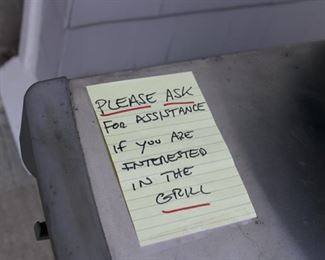 PLEASE ASK
FOR ASSISTANCE
if you ARE
INTERESTED
IN THE
GRILL